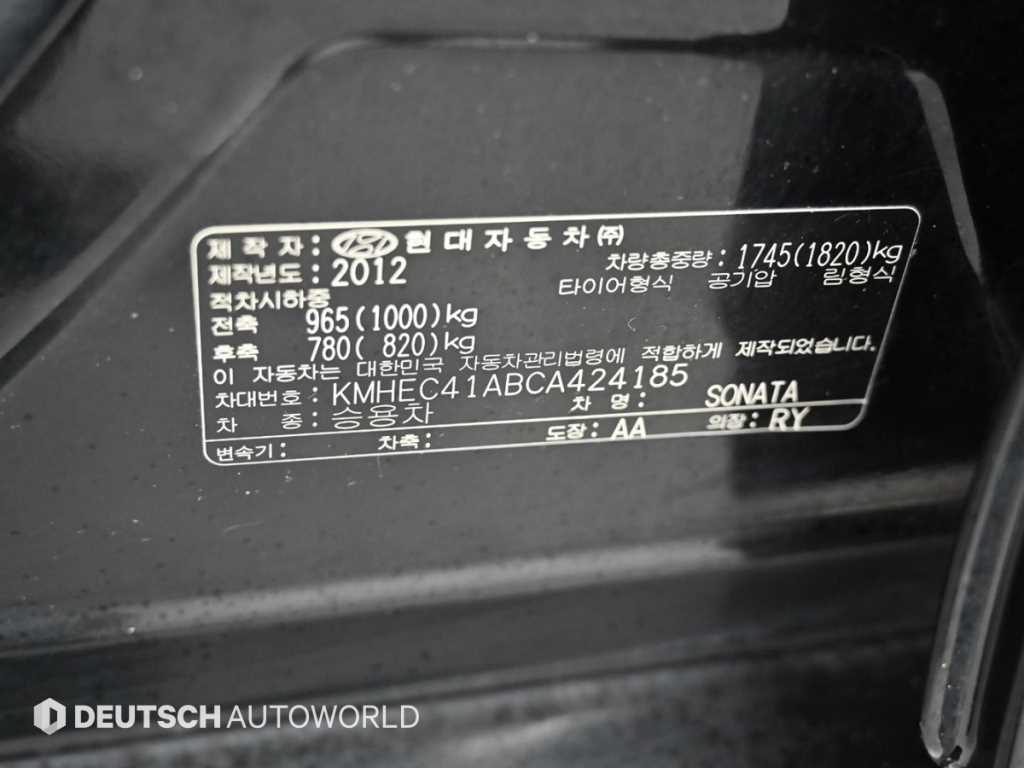 제 작 자 : 현대자동차㈜
제작년도 : 2012
차량총중량 : 1745(1820)kg
적차시하중 타이어형식 공기압 림형식
전축 965(1000)kg
후축 780( 820)kg
이 자동차는 대한민국 자동차관리법령에 적합하게 제작되었습니다.
차대번호 : KMHEC41ABCA424185
차 종 : 승용차 차 명 : SONATA
변속기 : 차축 : 도장 : AA 외장 : RY
DEUTSCH AUTOWORLD